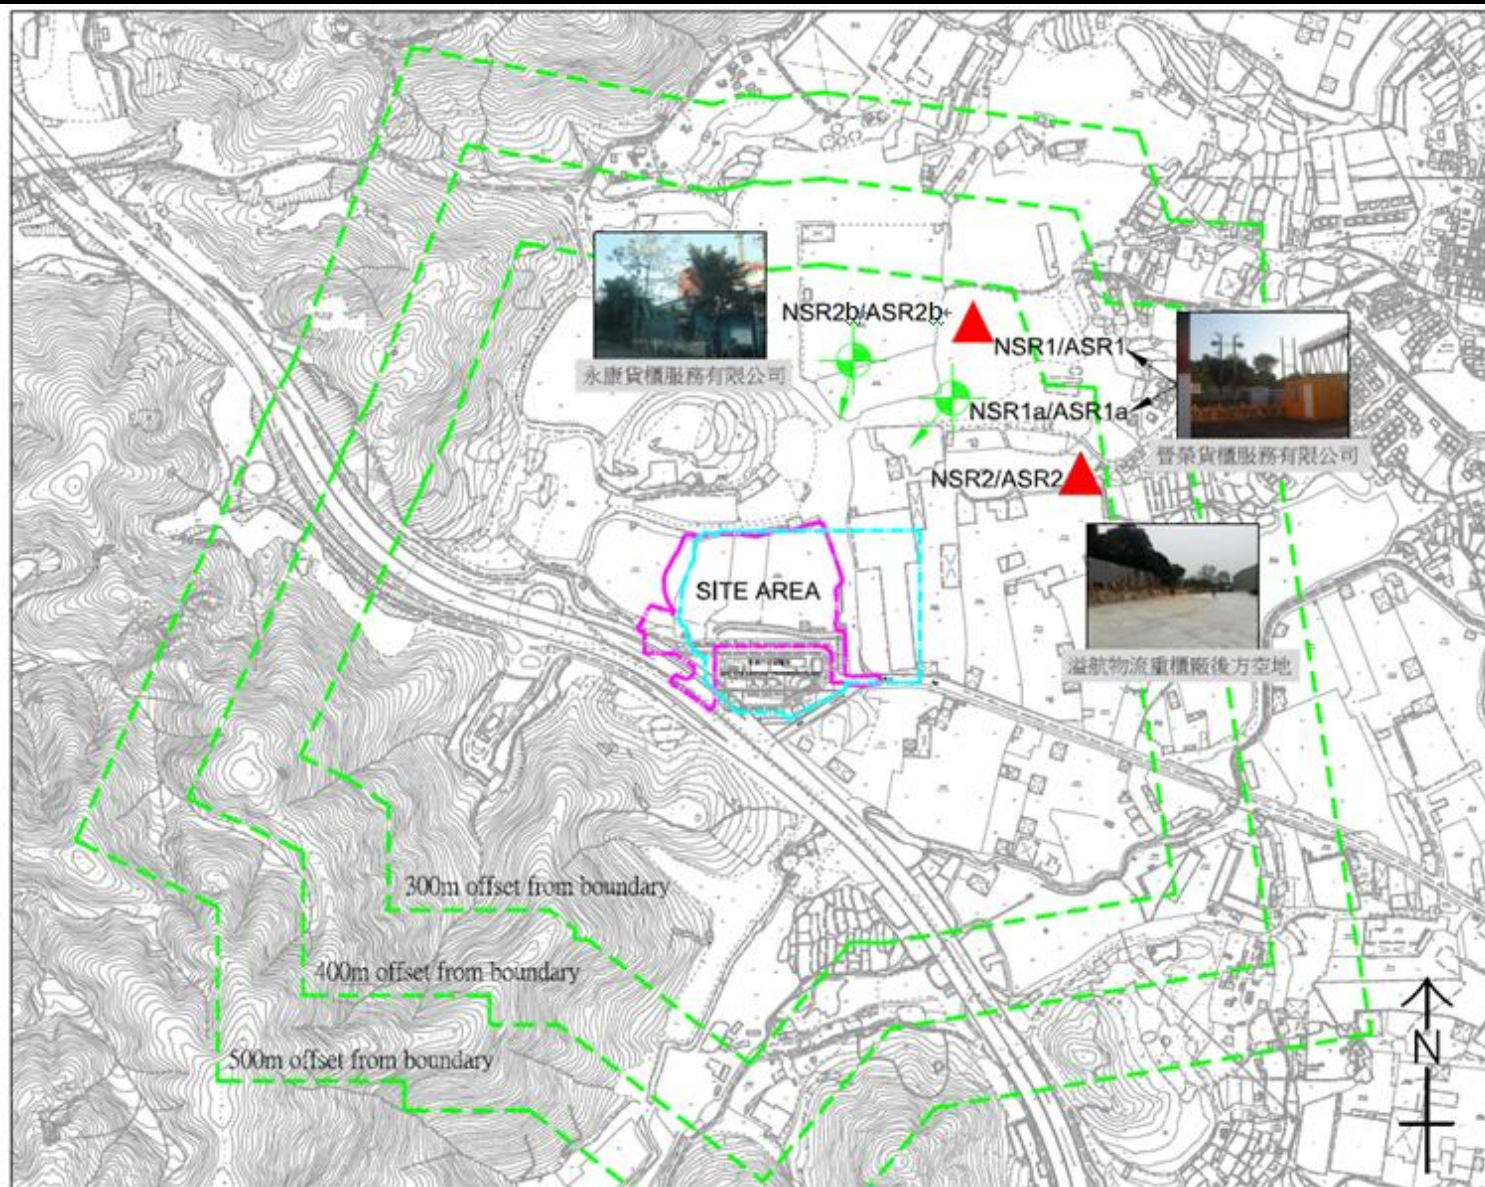 NSR2b/ASR2b
NSR1/ASR1
永康貨櫃服務有限公司
NSR1a/ASR1a
晉榮貨櫃服務有限公司
NSR2/ASR2
SITE AREA
溢航物流重櫃廠後方空地
300m offset from boundary
400m offset from boundary
500m offset from boundary
N